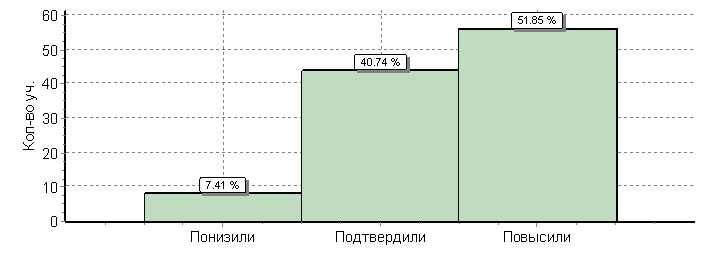 Кол-во уч.
60
50
40
30
20
10
0
7.41 %
40.74 %
51.85 %
Понизили
Подтвердили
Повысили